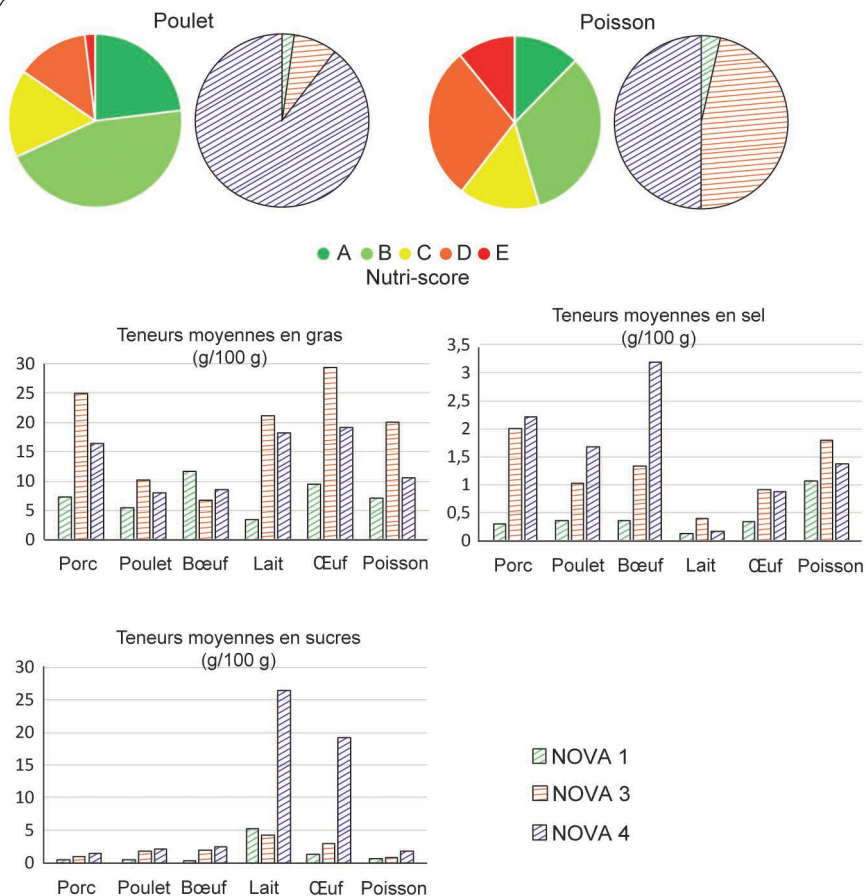 Poulet
Poisson
A B C D E
Nutri-score
Teneurs moyennes en gras
(g/100 g)
30
25
20
15
10
5
0
Porc Poulet Bœuf Lait Œuf Poisson
Teneurs moyennes en sel
(g/100 g)
3,5
3
2,5
2
1,5
1
0,5
0
Porc Poulet Bœuf Lait Œuf Poisson
Teneurs moyennes en sucres
(g/100 g)
30
25
20
15
10
5
0
Porc Poulet Bœuf Lait Œuf Poisson
NOVA 1
NOVA 3
NOVA 4